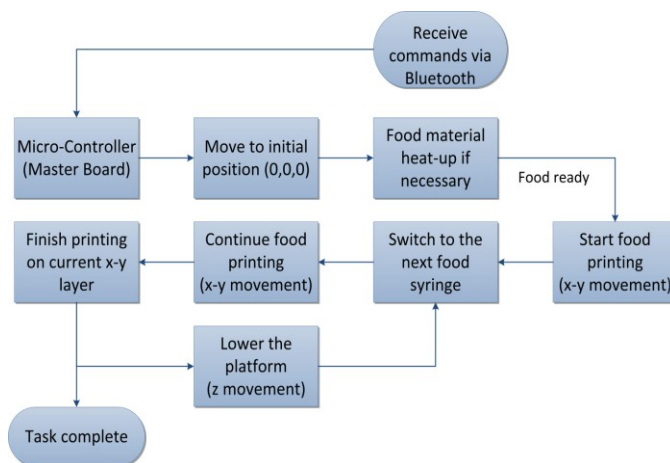 Receive
commands via
Bluetooth
Micro-Controller
(Master Board)
Move to initial
position (0,0,0)
Food material
heat-up if
necessary
Food ready
Finish printing
on current x-y
layer
Continue food
printing
(x-y movement)
Switch to the
next food
syringe
Start food
printing
(x-y movement)
Lower the
platform
(z movement)
Task complete